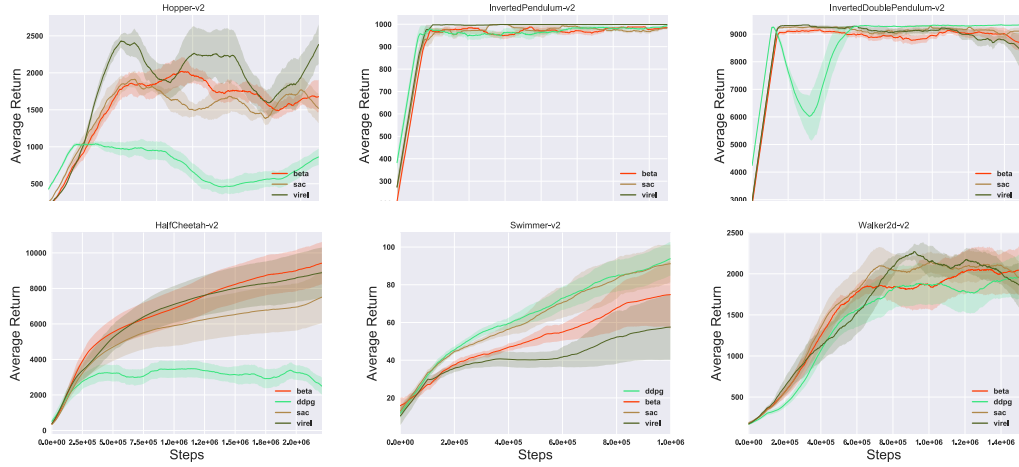 Hopper-v2
Average Return
2500
2000
1500
1000
500
beta
sac
virel
InvertedPendulum-v2
Average Return
1000
900
800
700
600
500
400
300
200
beta
sac
virel
InvertedDoublePendulum-v2
Average Return
9000
8000
7000
6000
5000
4000
3000
beta
sac
virel
HalfCheetah-v2
Average Return
10000
8000
6000
4000
2000
0
beta
ddpg
sac
virel
0.0e+00 3.0e+05 6.0e+05 9.0e+05 1.2e+06 1.5e+06 1.8e+06 2.1e+06
Steps
Swimmer-v2
Average Return
100
80
60
40
20
0
ddpg
beta
sac
virel
0.0e+00 2.0e+05 4.0e+05 6.0e+05 8.0e+05 1.0e+06
Steps
Walker2d-v2
Average Return
2500
2000
1500
1000
500
0
ddpg
beta
sac
virel
0.0e+00 2.0e+05 4.0e+05 6.0e+05 8.0e+05 1.0e+06 1.2e+06 1.4e+06
Steps